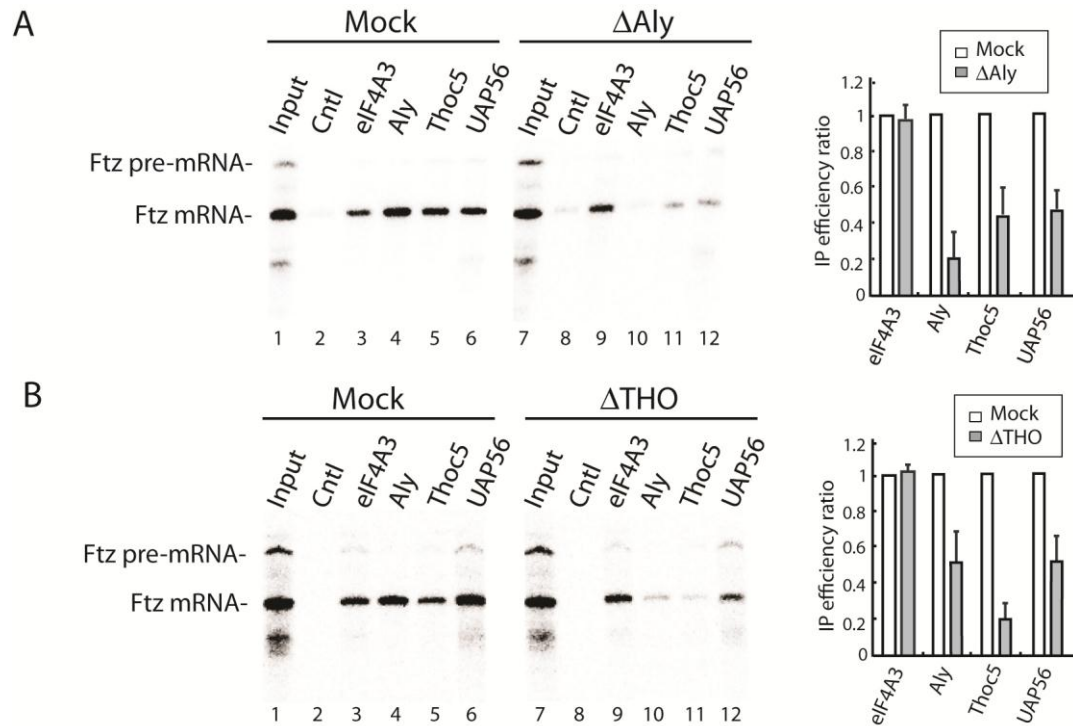 A
Mock
ΔAly
Input Cntl eIF4A3 Aly Thoc5 UAP56
Input Cntl eIF4A3 Aly Thoc5 UAP56
Ftz pre-mRNA-
Ftz mRNA-
1 2 3 4 5 6 7 8 9 10 11 12
Mock
ΔAly
IP efficiency ratio
1.2
1
0.8
0.6
0.4
0.2
0
eIF4A3 Aly Thoc5 UAP56
B
Mock
ΔTHO
Input Cntl eIF4A3 Aly Thoc5 UAP56
Input Cntl eIF4A3 Aly Thoc5 UAP56
Ftz pre-mRNA-
Ftz mRNA-
1 2 3 4 5 6 7 8 9 10 11 12
Mock
ΔTHO
IP efficiency ratio
1.2
1
0.8
0.6
0.4
0.2
0
eIF4A3 Aly Thoc5 UAP56